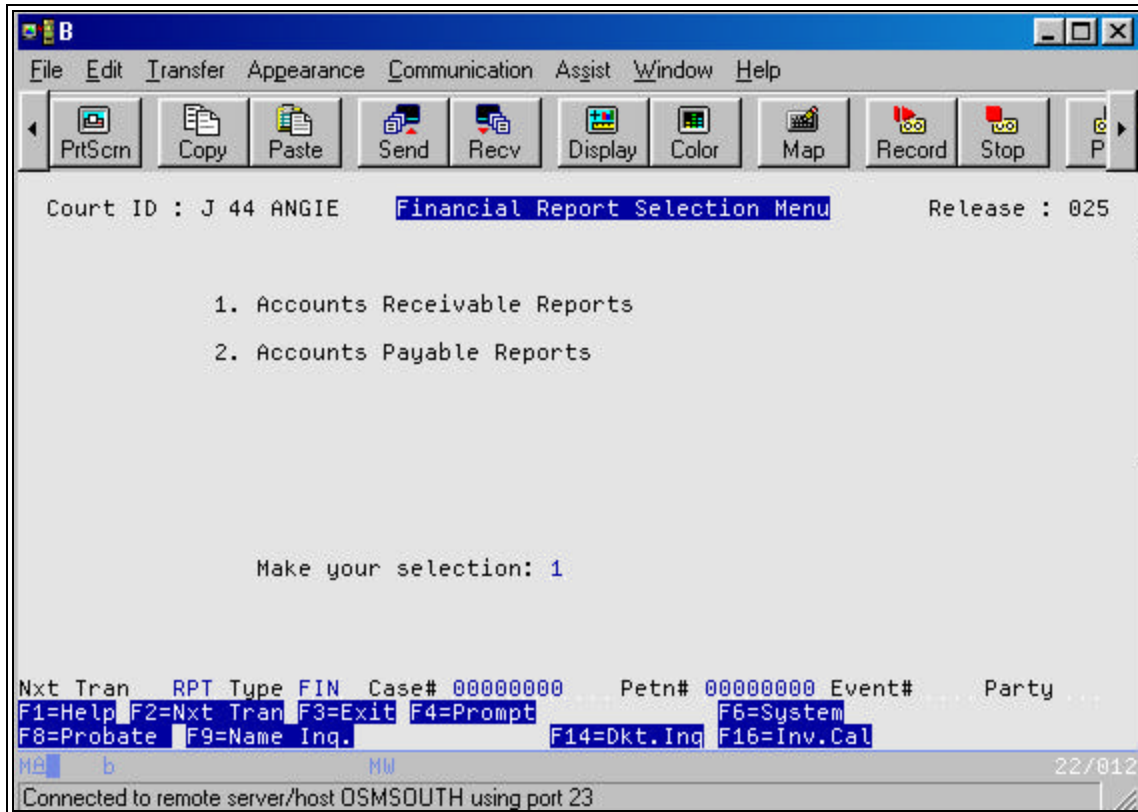 B
File Edit Transfer Appearance Communication Assist Window Help
PrtScrn Copy Paste Send Recv Display Color Map Record Stop P
Court ID : J 44 ANGIE Financial Report Selection Menu Release : 025
1. Accounts Receivable Reports
2. Accounts Payable Reports
Make your selection: 1
Nxt Tran RPT Type FIN Case# 00000000 Petn# 00000000 Event# Party
F1=Help F2=Nxt Tran F3=Exit F4=Prompt F6=System
F8=Probate F9=Name Inq. F14=Dkt.Inq F16=Inv.Cal
MA b MW 22/012
Connected to remote server/host OSMSOUTH using port 23